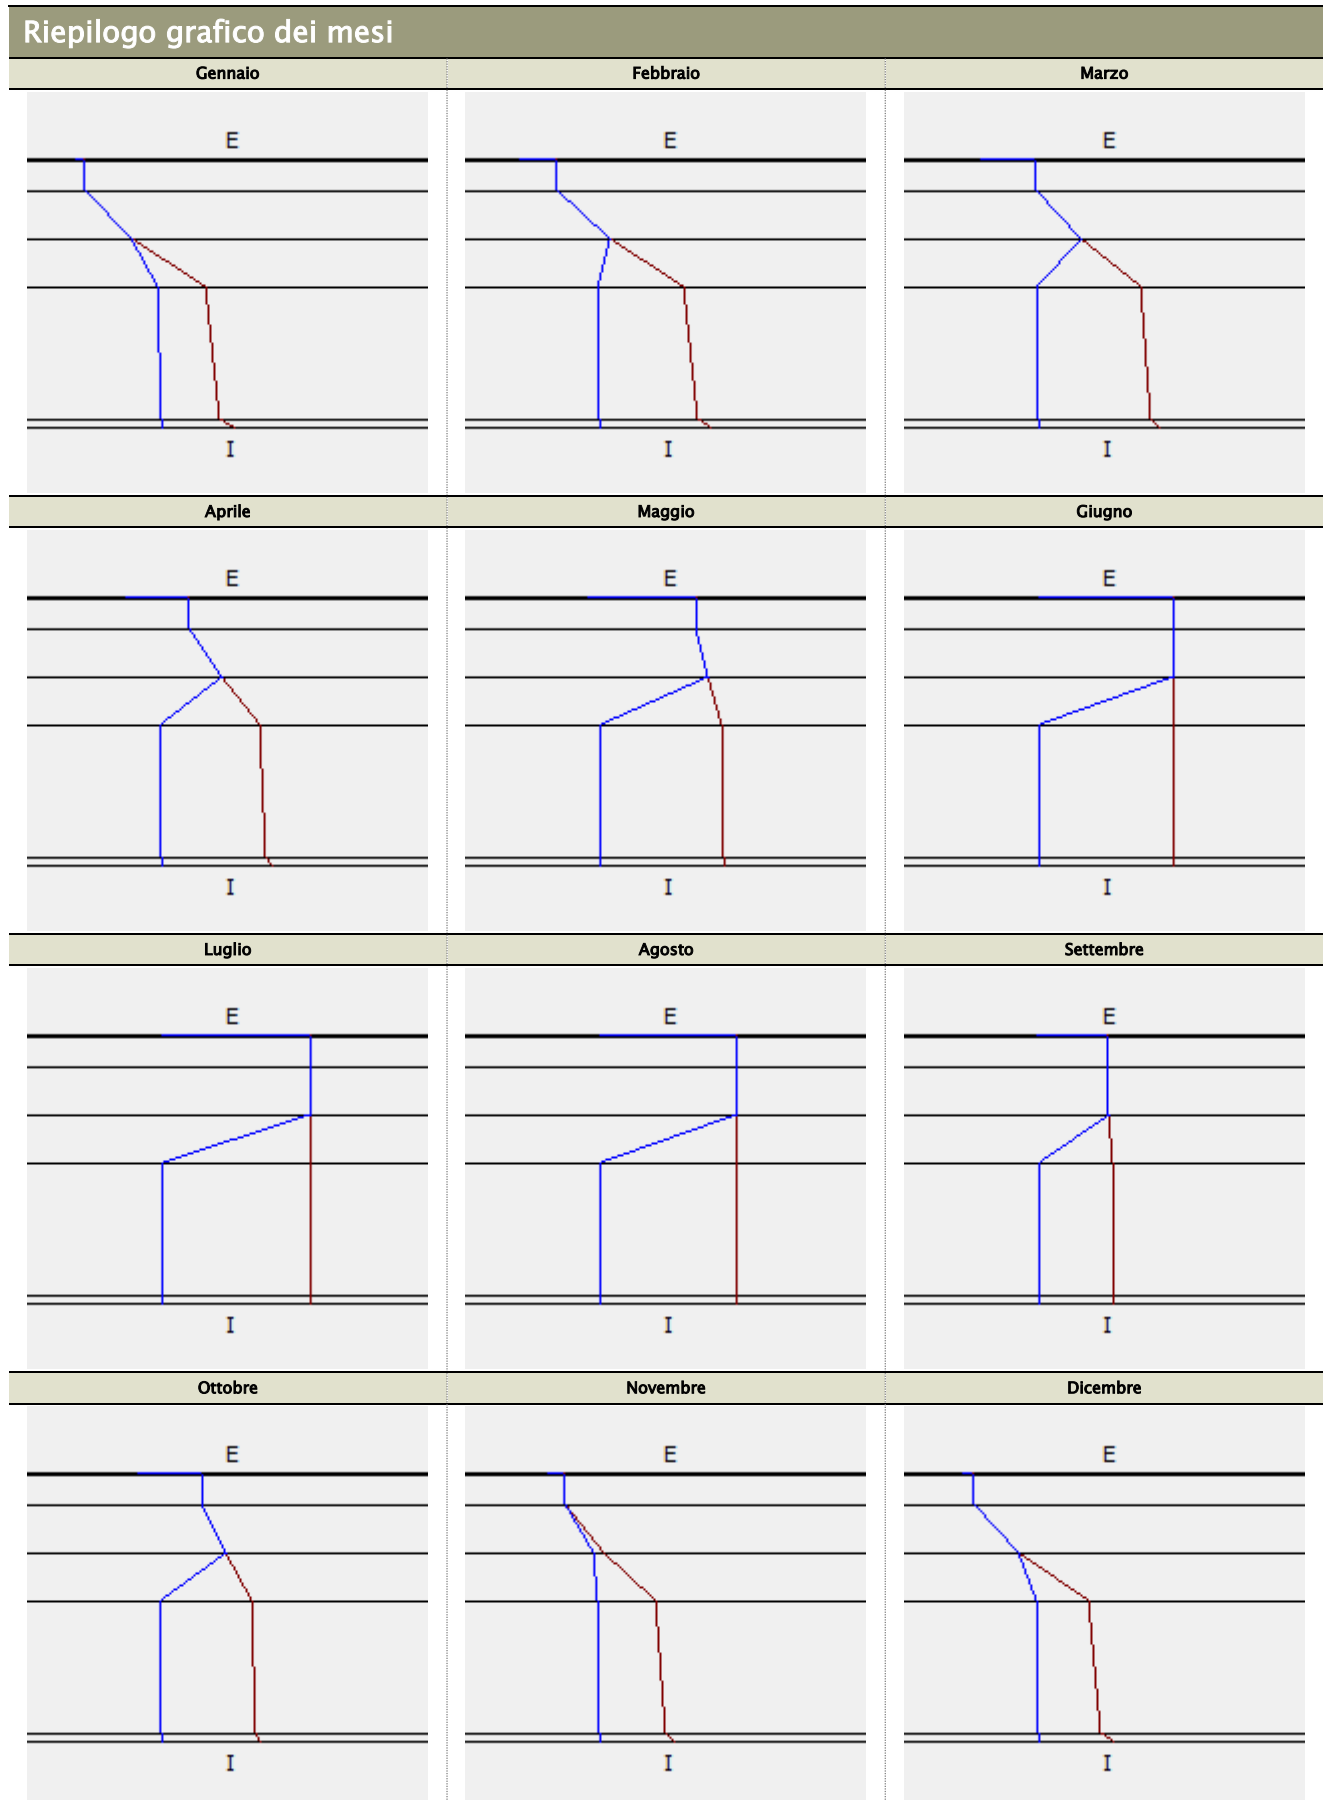 Riepilogo grafico dei mesi
Gennaio Febbraio Marzo
E E E
I I I
Aprile Maggio Giugno
E E E
I I I
Luglio Agosto Settembre
E E E
I I I
Ottobre Novembre Dicembre
E E E
I I I